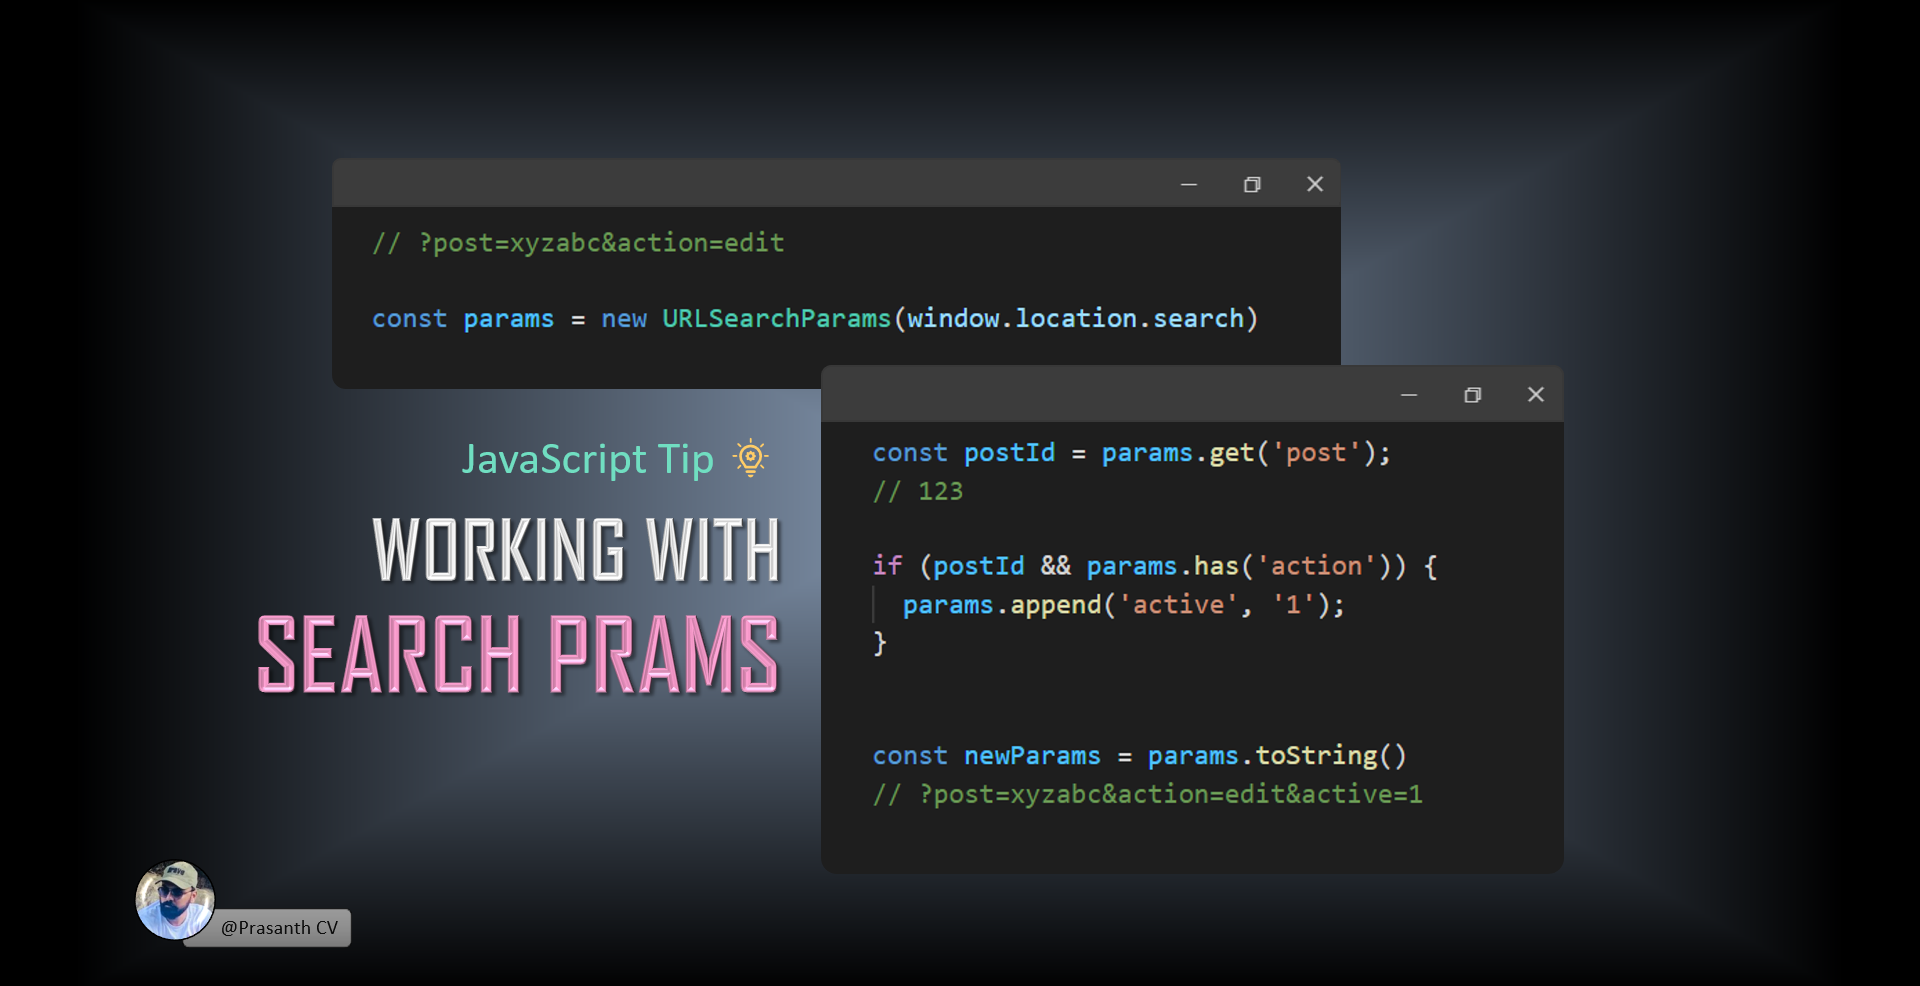 // ?post=xyzabc&action=edit
const params = new URLSearchParams(window.location.search)
JavaScript Tip
WORKING WITH
SEARCH PRAMS
const postId = params.get('post');
// 123
if (postId && params.has('action')) {
params.append('active', '1');
}
const newParams = params.toString()
// ?post=xyzabc&action=edit&active=1
@Prasanth CV